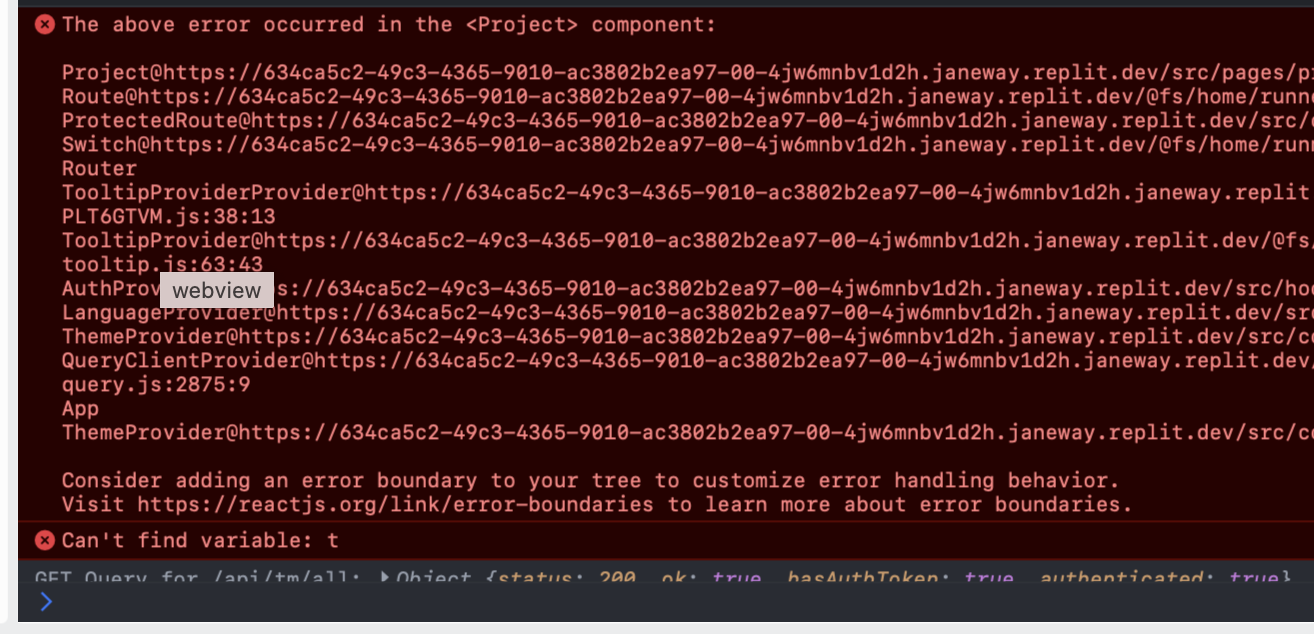 The above error occurred in the <Project> component:
Project@https://634ca5c2-49c3-4365-9010-ac3802b2ea97-00-4jw6mnbv1d2h.janeway.replit.dev/src/pages/p
Route@https://634ca5c2-49c3-4365-9010-ac3802b2ea97-00-4jw6mnbv1d2h.janeway.replit.dev/@fs/home/runn
ProtectedRoute@https://634ca5c2-49c3-4365-9010-ac3802b2ea97-00-4jw6mnbv1d2h.janeway.replit.dev/src/
Switch@https://634ca5c2-49c3-4365-9010-ac3802b2ea97-00-4jw6mnbv1d2h.janeway.replit.dev/@fs/home/run
Router
TooltipProviderProvider@https://634ca5c2-49c3-4365-9010-ac3802b2ea97-00-4jw6mnbv1d2h.janeway.replit
PLT6GTVM.js:38:13
TooltipProvider@https://634ca5c2-49c3-4365-9010-ac3802b2ea97-00-4jw6mnbv1d2h.janeway.replit.dev/@fs/
tooltip.js:63:43
AuthProv webview s://634ca5c2-49c3-4365-9010-ac3802b2ea97-00-4jw6mnbv1d2h.janeway.replit.dev/src/hoo
LanguageProvider@https://634ca5c2-49c3-4365-9010-ac3802b2ea97-00-4jw6mnbv1d2h.janeway.replit.dev/sr
ThemeProvider@https://634ca5c2-49c3-4365-9010-ac3802b2ea97-00-4jw6mnbv1d2h.janeway.replit.dev/src/co
QueryClientProvider@https://634ca5c2-49c3-4365-9010-ac3802b2ea97-00-4jw6mnbv1d2h.janeway.replit.dev/
query.js:2875:9
App
ThemeProvider@https://634ca5c2-49c3-4365-9010-ac3802b2ea97-00-4jw6mnbv1d2h.janeway.replit.dev/src/co
Consider adding an error boundary to your tree to customize error handling behavior.
Visit https://reactjs.org/link/error-boundaries to learn more about error boundaries.
Can't find variable: t
GET Query for /api/tm/all: Object {status: 200, ok: true, hasAuthToken: true, authenticated: true}